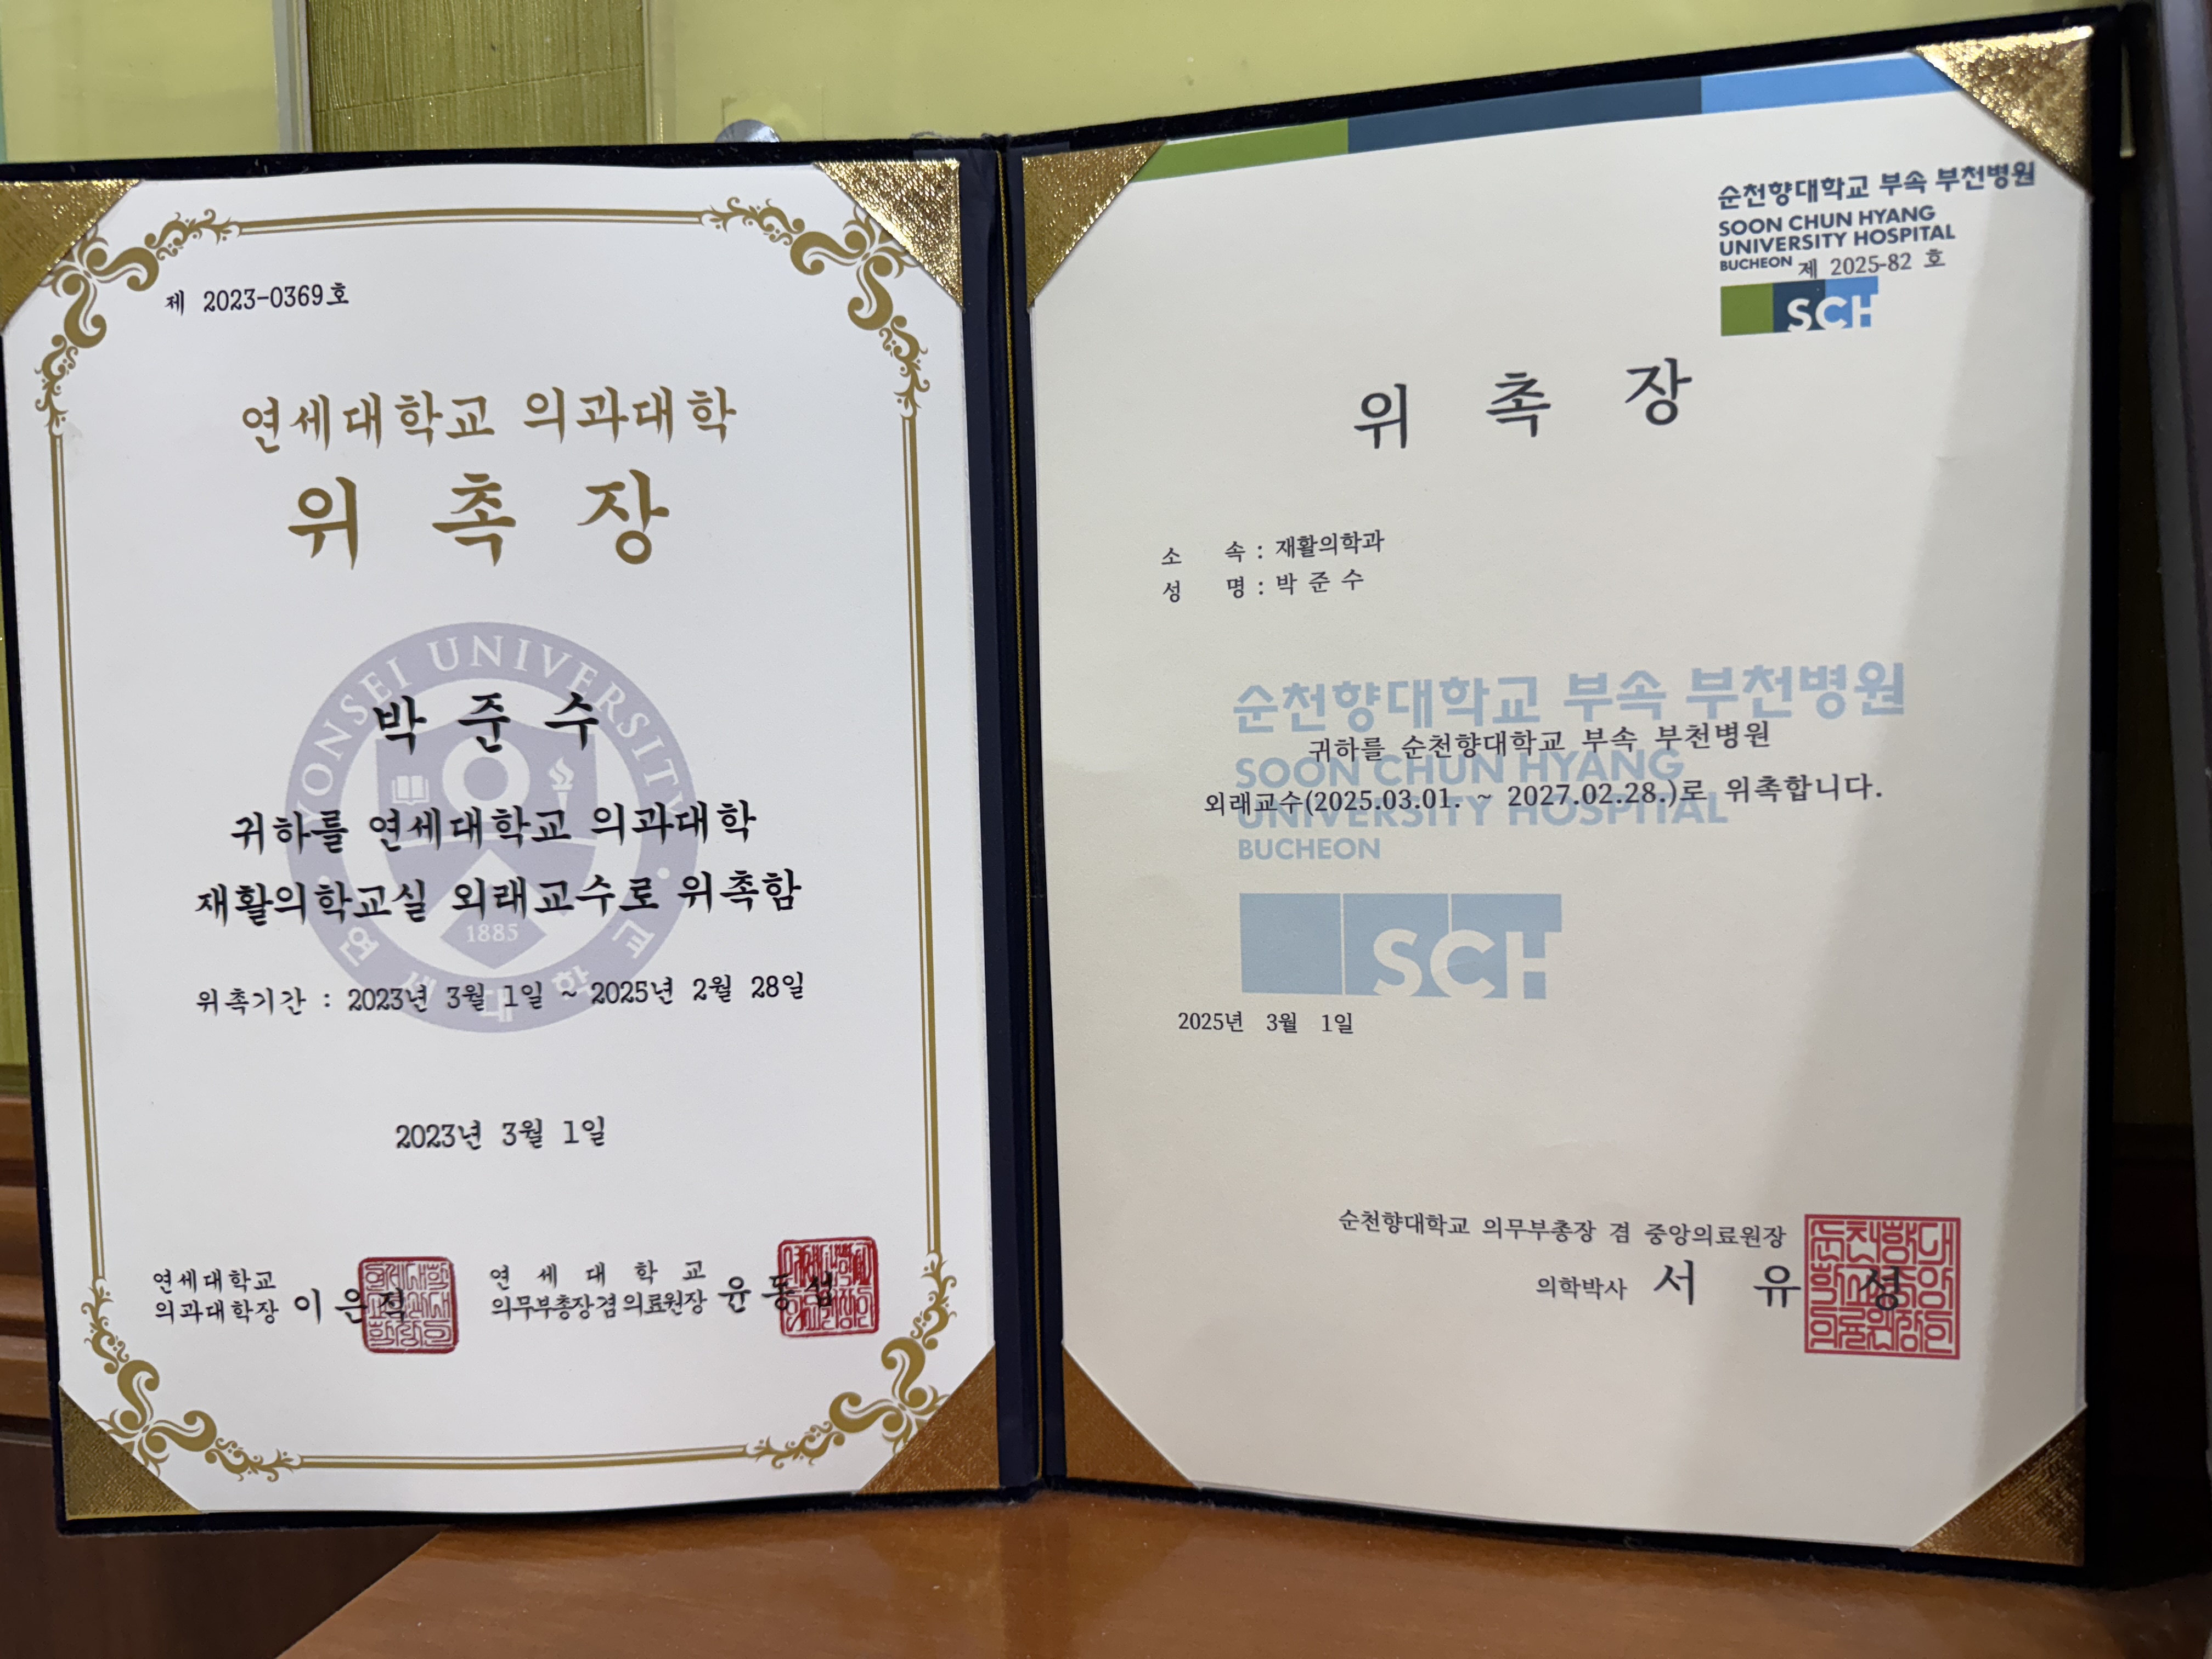 제 2023-0369호
연세대학교 의과대학
위 촉 장
YONSEI UNIVERSITY
박 준 수
귀하를 연세대학교 의과대학
재활의학교실 외래교수로 위촉함
1885
연세대학교
위촉기간 : 2023년 3월 1일 ~ 2025년 2월 28일
2023년 3월 1일
연세대학교
의과대학장 이 은 직
연 세 대 학 교
의무부총장겸의료원장 윤 동 섭
순천향대학교 부속 부천병원
SOON CHUN HYANG
UNIVERSITY HOSPITAL
BUCHEON
제 2025-82 호
SCH
위 촉 장
소 속 : 재활의학과
성 명 : 박 준 수
순천향대학교 부속 부천병원
귀하를 순천향대학교 부속 부천병원
SOON CHUN HYANG
외래교수(2025.03.01. ~ 2027.02.28.)로 위촉합니다.
UNIVERSITY HOSPITAL
BUCHEON
SCH
2025년 3월 1일
순천향대학교 의무부총장 겸 중앙의료원장
의학박사 서 유 성